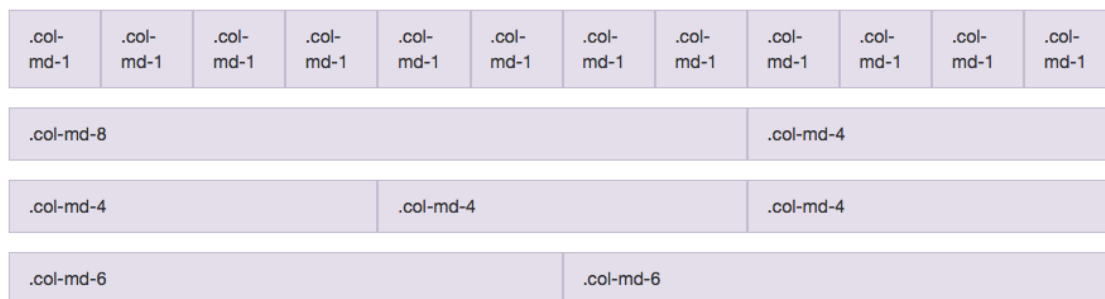 .col- .col- .col- .col- .col- .col- .col- .col- .col- .col- .col- .col-
md-1 md-1 md-1 md-1 md-1 md-1 md-1 md-1 md-1 md-1 md-1 md-1
.col-md-8 .col-md-4
.col-md-4 .col-md-4 .col-md-4
.col-md-6 .col-md-6